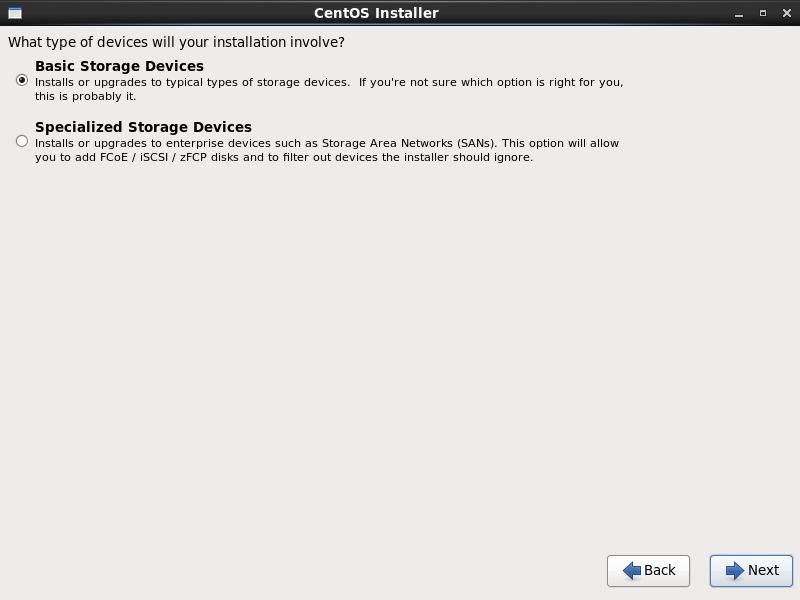 CentOS Installer
What type of devices will your installation involve?
Basic Storage Devices
Installs or upgrades to typical types of storage devices.  If you're not sure which option is right for you,
this is probably it.
Specialized Storage Devices
Installs or upgrades to enterprise devices such as Storage Area Networks (SANs). This option will allow
you to add FCoE / iSCSI / zFCP disks and to filter out devices the installer should ignore.
Back
Next